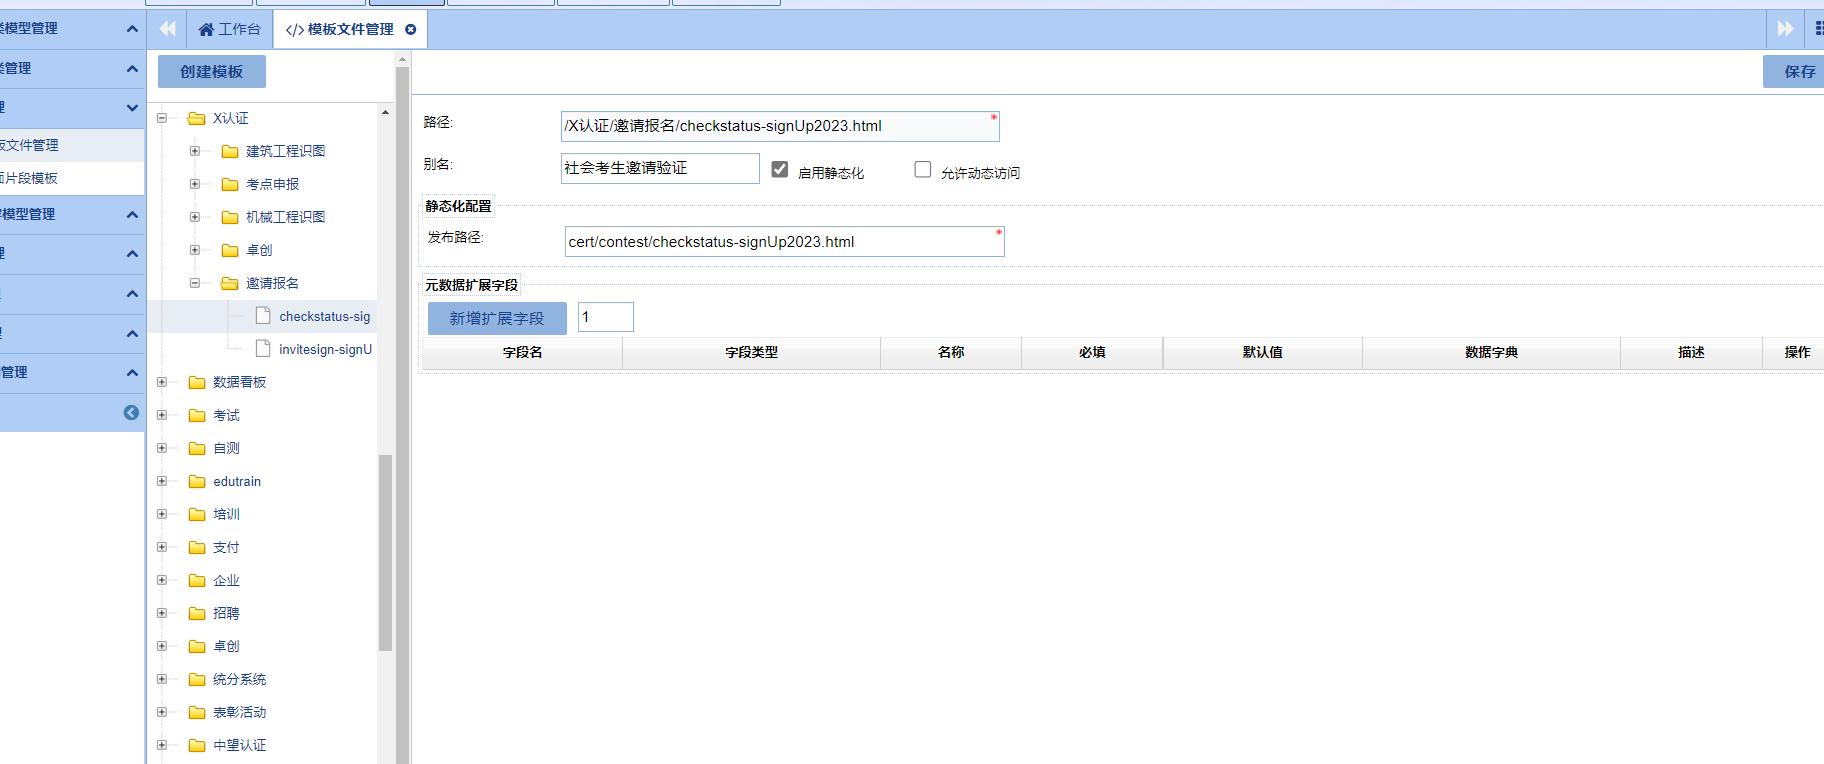 类模型管理
类管理
理
板文件管理
面片段模板
模型管理
理
理
管理
工作台
</> 模板文件管理
创建模板
保存
X认证
建筑工程识图
考点申报
机械工程识图
卓创
邀请报名
checkstatus-sig
invitesign-signU
数据看板
考试
自测
edutrain
培训
支付
企业
招聘
卓创
统分系统
表彰活动
中望认证
路径:
/X认证/邀请报名/checkstatus-signUp2023.html
*
别名:
社会考生邀请验证
启用静态化
允许动态访问
静态化配置
发布路径:
cert/contest/checkstatus-signUp2023.html
*
元数据扩展字段
新增扩展字段
1
字段名 字段类型 名称 必填 默认值 数据字典 描述 操作